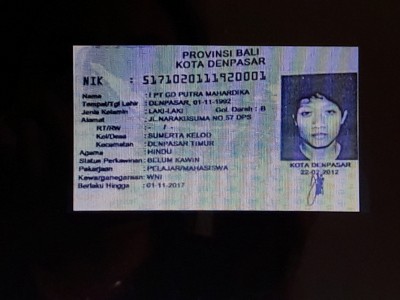 PROVINSI BALI
KOTA DENPASAR
NIK : 5171020111920001
Nama : I PT GD PUTRA MAHARDIKA
Tempat/Tgl Lahir : DENPASAR, 01-11-1992
Jenis Kelamin : LAKI-LAKI Gol. Darah : B
Alamat : JL.NARAKUSUMA NO.57 DPS
RT/RW : - / -
Kel/Desa : SUMERTA KELOD
Kecamatan : DENPASAR TIMUR
Agama : HINDU
Status Perkawinan : BELUM KAWIN
Pekerjaan : PELAJAR/MAHASISWA
Kewarganegaraan : WNI
Berlaku Hingga : 01-11-2017
KOTA DENPASAR
22-02-2012